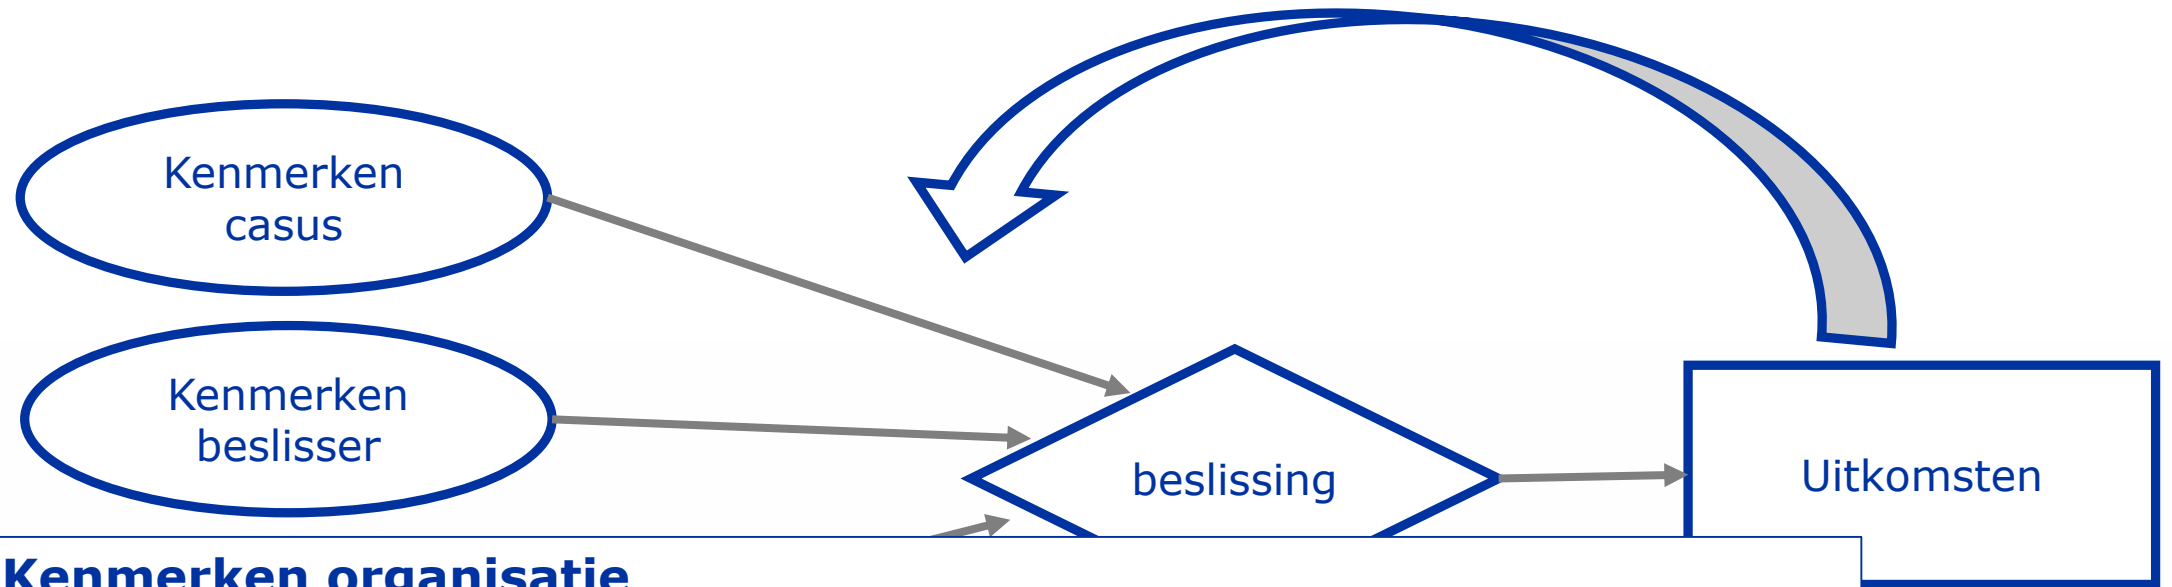 Kenmerken
casus
Kenmerken
beslisser
beslissing
Uitkomsten
Kenmerken organisatie